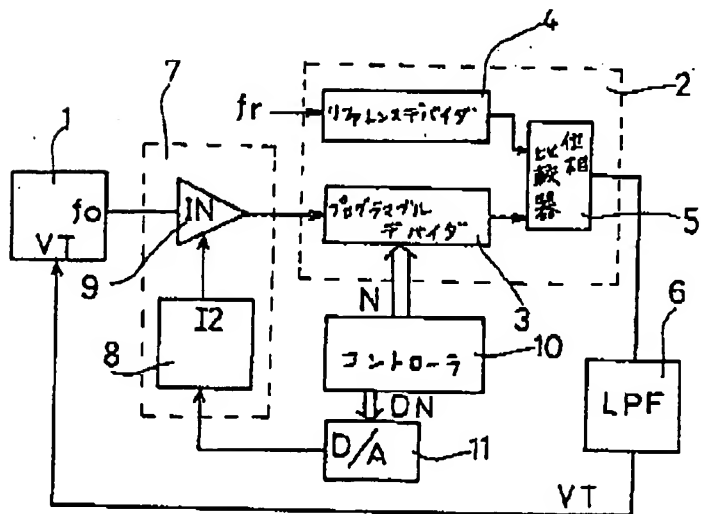 4
7
2
fr
リファレンスデバイダ
1
fo
IN
プログラマブル
デバイダ
位相
比較器
5
VT
9
N
3
6
I2
8
コントローラ
10
LPF
DN
D/A
11
VT